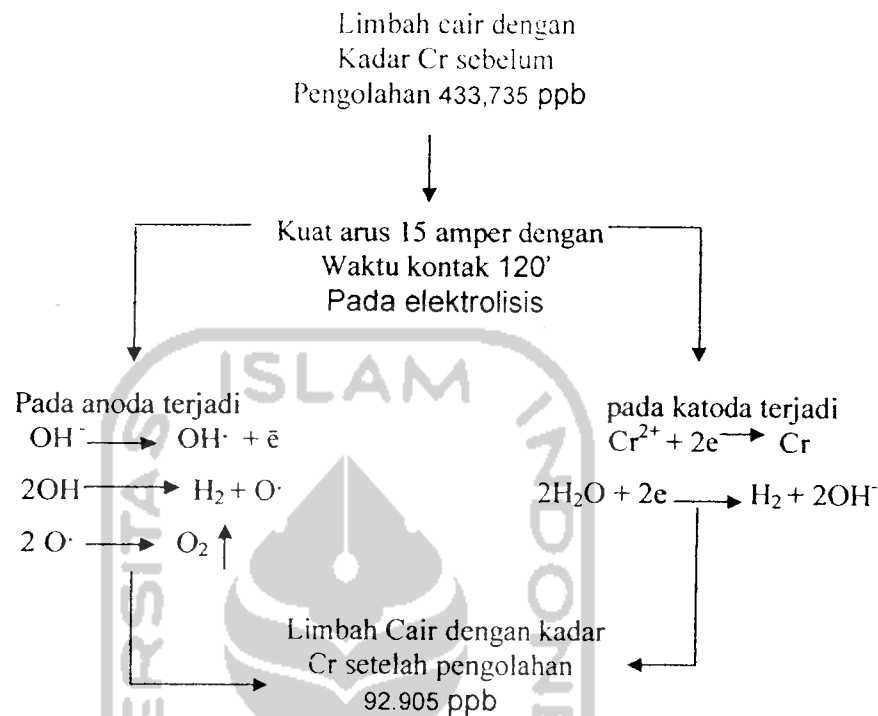 Limbah cair dengan
Kadar Cr sebelum
Pengolahan 433,735 ppb
Kuat arus 15 amper dengan
Waktu kontak 120'
Pada elektrolisis
ISLAM
Pada anoda terjadi
OH⁻ → OH· + ē
2OH → H₂ + O·
2 O· → O₂ ↑
pada katoda terjadi
Cr²⁺ + 2e⁻ → Cr
2H₂O + 2e → H₂ + 2OH⁻
Limbah Cair dengan kadar
Cr setelah pengolahan
92.905 ppb